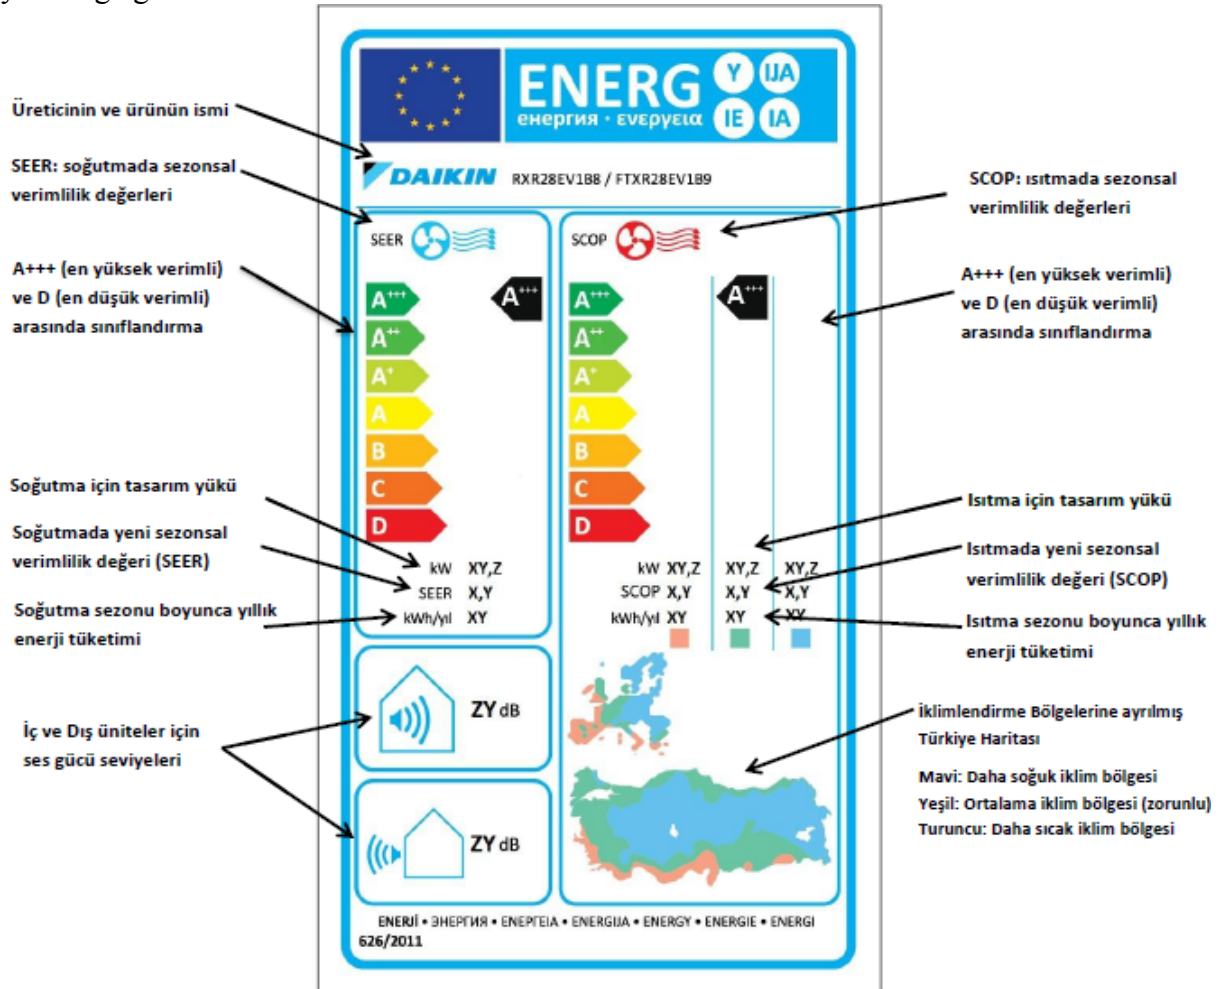 Üreticinin ve ürünün ismi
SEER: soğutmada sezonsal
verimlilik değerleri
A+++ (en yüksek verimli)
ve D (en düşük verimli)
arasında sınıflandırma
Soğutma için tasarım yükü
Soğutmada yeni sezonsal
verimlilik değeri (SEER)
Soğutma sezonu boyunca yıllık
enerji tüketimi
İç ve Dış üniteler için
ses gücü seviyeleri
ENERG Y IJA
енергия · ενεργεια IE IA
DAIKIN RXR28EV1B8 / FTXR28EV1B9
SEER
A+++ A+++
A++
A+
A
B
C
D
kW XY,Z
SEER X,Y
kWh/yıl XY
SCOP
A+++ A+++
A++
A+
A
B
C
D
kW XY,Z XY,Z XY,Z
SCOP X,Y X,Y X,Y
kWh/yıl XY XY XY
ZY dB
ZY dB
ENERJİ • ЭНЕРГИЯ • ΕΝΕΡΓΕΙΑ • ENERGIJA • ENERGY • ENERGIE • ENERGI
626/2011
SCOP: ısıtmada sezonsal
verimlilik değerleri
A+++ (en yüksek verimli)
ve D (en düşük verimli)
arasında sınıflandırma
Isıtma için tasarım yükü
Isıtmada yeni sezonsal
verimlilik değeri (SCOP)
Isıtma sezonu boyunca yıllık
enerji tüketimi
İklimlendirme Bölgelerine ayrılmış
Türkiye Haritası
Mavi: Daha soğuk iklim bölgesi
Yeşil: Ortalama iklim bölgesi (zorunlu)
Turuncu: Daha sıcak iklim bölgesi